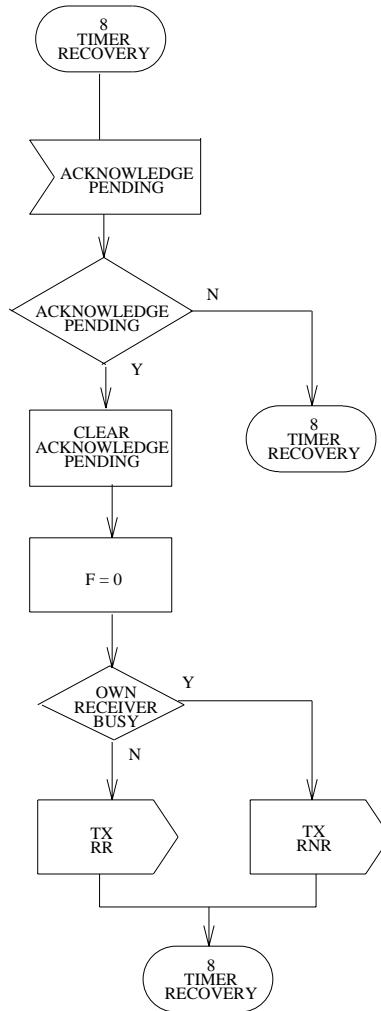 8
TIMER
RECOVERY
ACKNOWLEDGE
PENDING
ACKNOWLEDGE
PENDING
N
Y
CLEAR
ACKNOWLEDGE
PENDING
8
TIMER
RECOVERY
F = 0
OWN
RECEIVER
BUSY
Y
N
TX
RR
TX
RNR
8
TIMER
RECOVERY